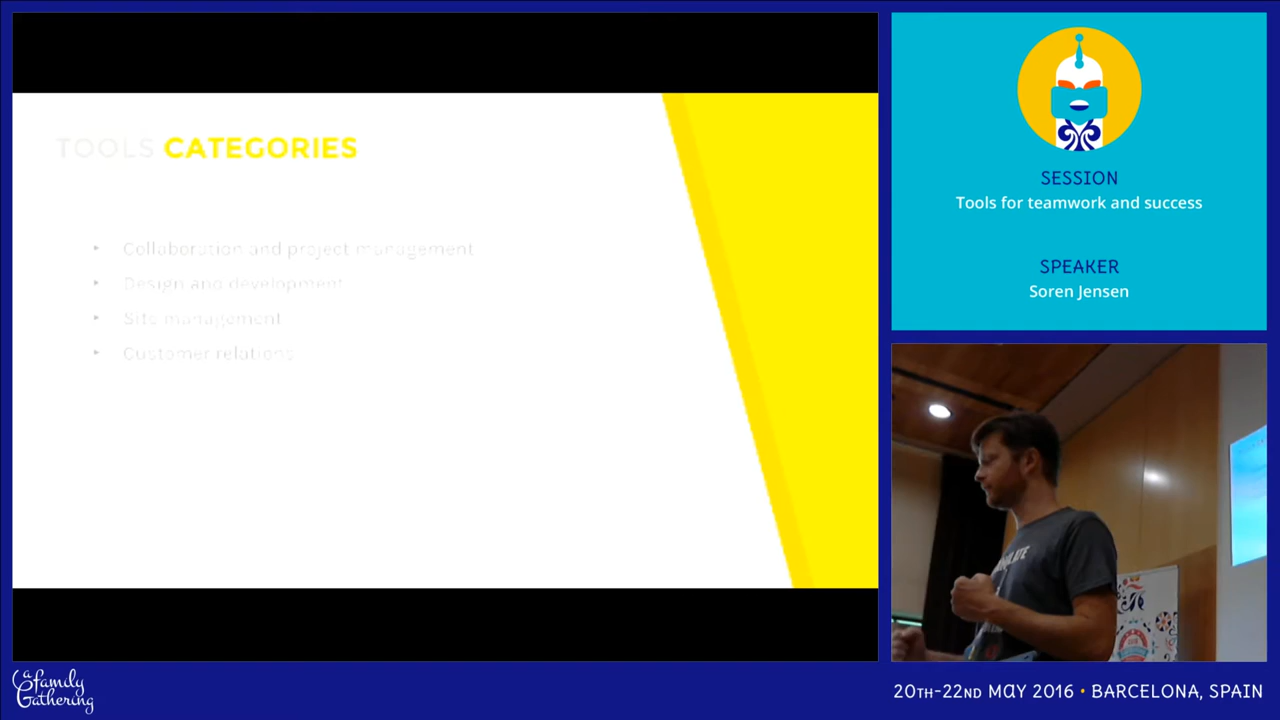 TOOLS CATEGORIES
Collaboration and project management
Design and development
Site management
Customer relations
SESSION
Tools for teamwork and success
SPEAKER
Soren Jensen
a family
Gathering
20TH-22ND MAY 2016 • BARCELONA, SPAIN